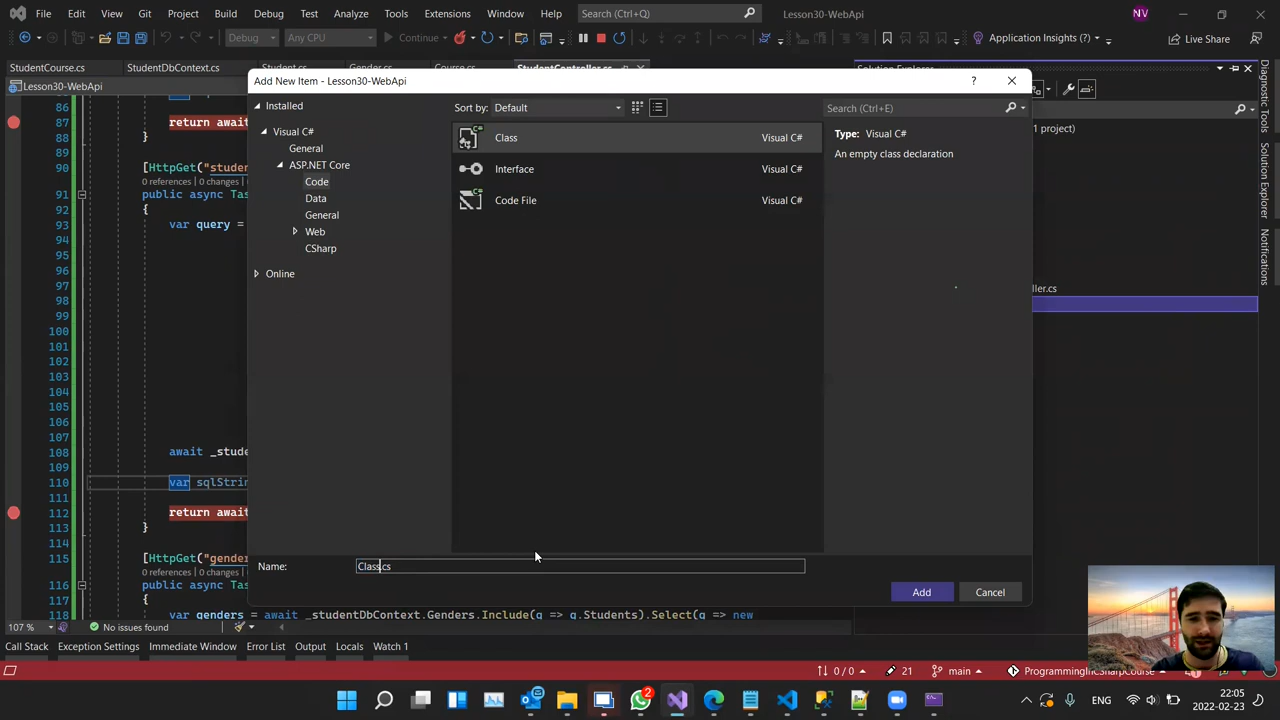 File Edit View Git Project Build Debug Test Analyze Tools Extensions Window Help Search (Ctrl+Q) Lesson30-WebApi NV
Debug Any CPU Continue Application Insights (?) Live Share
StudentCourse.cs StudentDbContext.cs Student.cs Gender.cs Course.cs StudentController.cs Solution Explorer
Add New Item - Lesson30-WebApi
Lesson30-WebApi
Installed Sort by: Default Search (Ctrl+E)
86
87 return await
88
89
90 [HttpGet("studen
0 references | 0 changes |
91 public async Tas
92 {
93 var query =
94
95
96
97
98
99
100
101
102
103
104
105
106
107
108 await _stude
109
110 var sqlStrin
111
112 return await
113 }
114
115 [HttpGet("gende
0 references | 0 changes |
116 public async Tas
117 {
118 var genders = await _studentDbContext.Genders.Include(g => g.Students).Select(g => new
Visual C#
General
ASP.NET Core
Code
Data
General
Web
CSharp
Online
Class Visual C#
Interface Visual C#
Code File Visual C#
Type: Visual C#
An empty class declaration
1 project)
ller.cs
Diagnostic Tools
Notifications
Name: Class.cs
Add Cancel
107 % No issues found
Call Stack Exception Settings Immediate Window Error List Output Locals Watch 1
0 / 0 21 main ProgrammingInCsharpCourse
2
ENG 22:05
2022-02-23